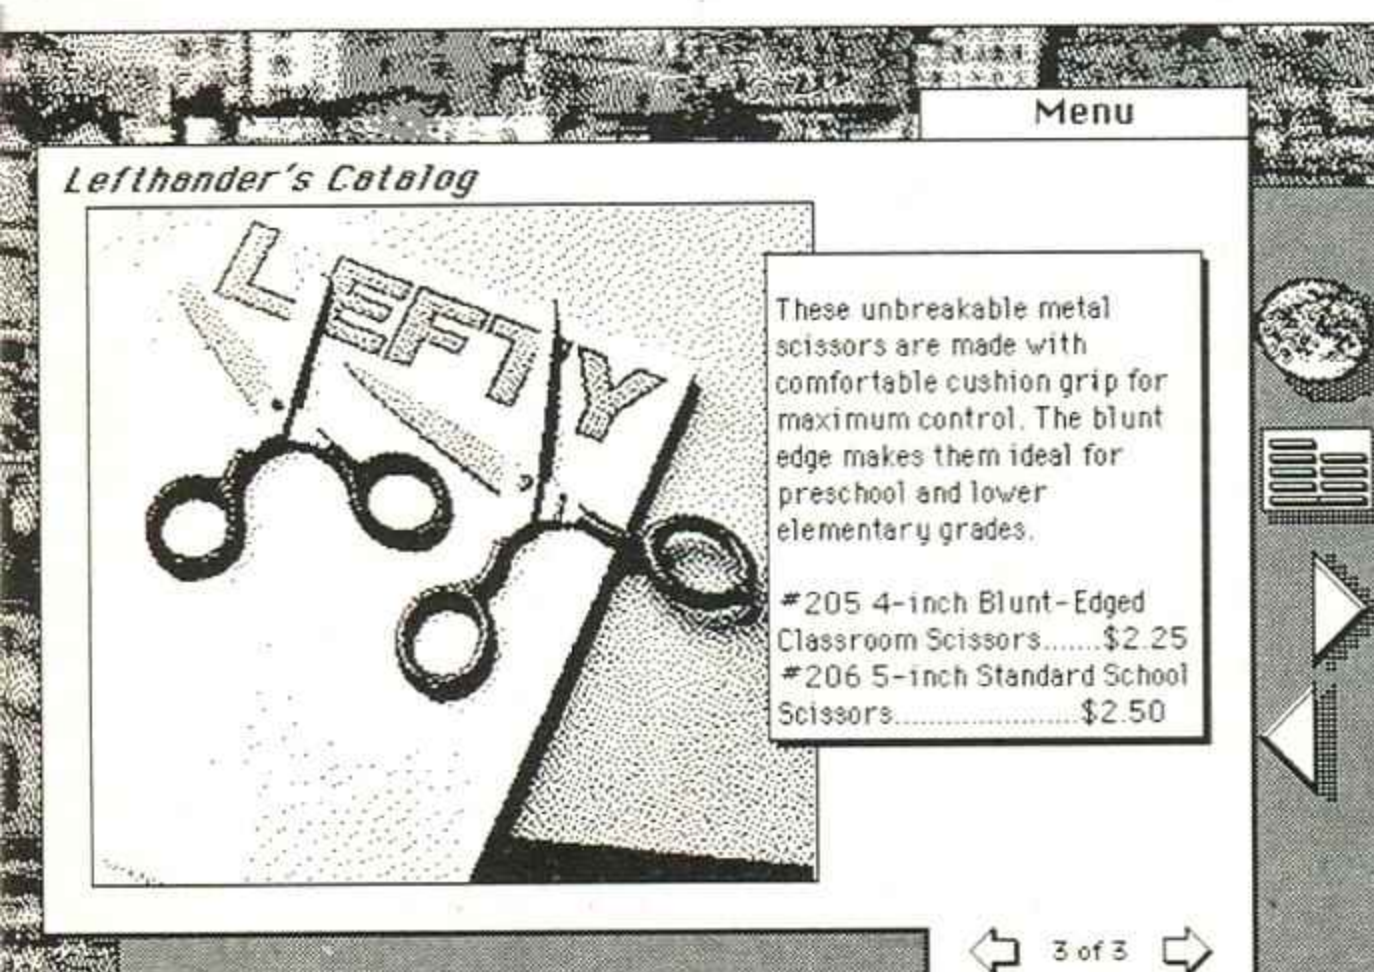 Menu
Lefthander's Catalog
LEFTY
These unbreakable metal
scissors are made with
comfortable cushion grip for
maximum control. The blunt
edge makes them ideal for
preschool and lower
elementary grades.
#205 4-inch Blunt-Edged
Classroom Scissors.......$2.25
#206 5-inch Standard School
Scissors......................$2.50
3 of 3